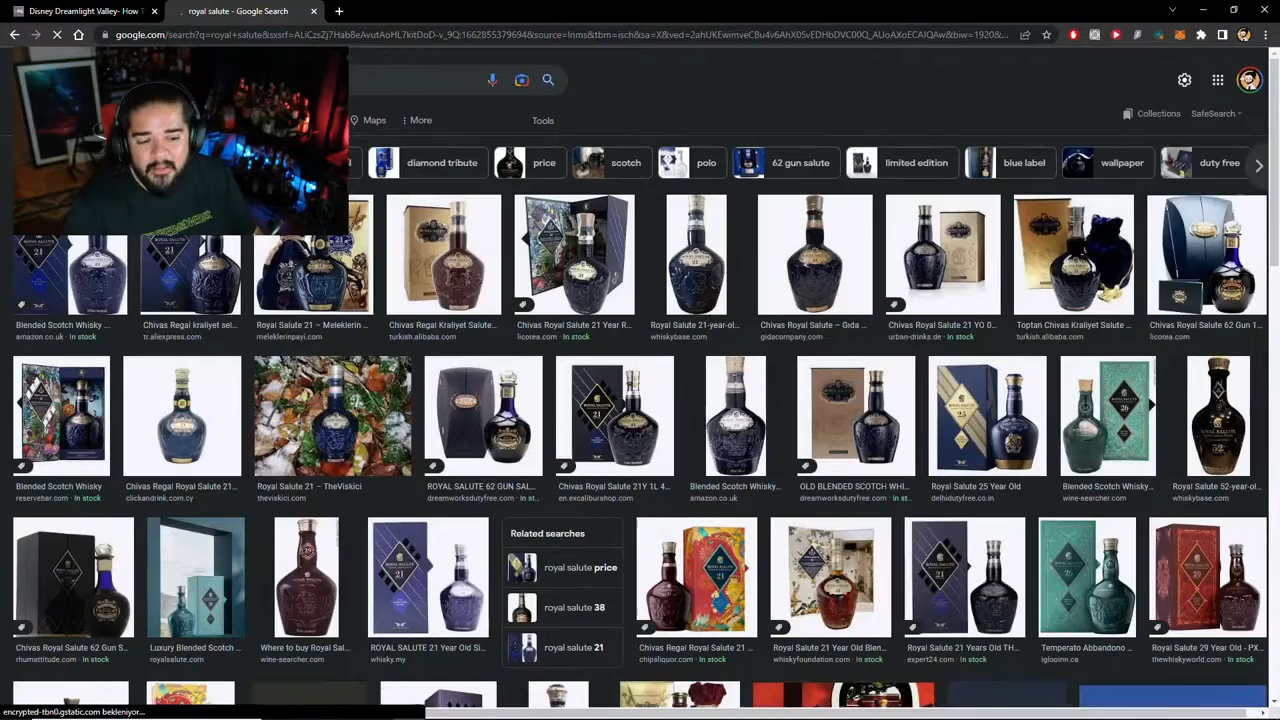 Disney Dreamlight Valley- How T
royal salute - Google Search
google.com/search?q=royal+salute&sxsrf=ALiCzsZj7Hab8eAvutAoHL7kitDoD-v_9Q:1662855379694&source=lnms&tbm=isch&sa=X&ved=2ahUKEwimveCBu4v6AhX0SvEDHbDVC00Q_AUoAXoECAIQAw&biw=1920&...
Maps
More
Tools
Collections
SafeSearch
diamond tribute
price
scotch
polo
62 gun salute
limited edition
blue label
wallpaper
duty free
Blended Scotch Whisky ...
amazon.co.uk · In stock
Chivas Regal kraliyet sei...
tr.aliexpress.com
Royal Salute 21 – Meleklerin ...
meleklerinpayi.com
Chivas Regal Kraliyet Salute...
turkish.alibaba.com
Chivas Royal Salute 21 Year R...
licorea.com · In stock
Royal Salute 21-year-ol...
whiskybase.com
Chivas Royal Salute – Gıda ...
gidacompany.com
Chivas Royal Salute 21 YO 0...
urban-drinks.de · In stock
Toptan Chivas Kraliyet Salute ...
turkish.alibaba.com
Chivas Royal Salute 62 Gun 1...
licorea.com
Blended Scotch Whisky
reservebar.com · In stock
Chivas Regal Royal Salute 21...
clickandrink.com.cy
Royal Salute 21 – TheViskici
theviskici.com
ROYAL SALUTE 62 GUN SAL...
dreamworksdutyfree.com · In st...
Chivas Royal Salute 21Y 1L 4...
en.excaliburshop.com
Blended Scotch Whisky...
amazon.co.uk
OLD BLENDED SCOTCH WHI...
dreamworksdutyfree.com · In st...
Royal Salute 25 Year Old
delhidutyfree.co.in
Blended Scotch Whisky...
wine-searcher.com
Royal Salute 52-year-ol...
whiskybase.com
Chivas Royal Salute 62 Gun S...
rhumattitude.com · In stock
Luxury Blended Scotch ...
royalsalute.com
Where to buy Royal Sal...
wine-searcher.com
ROYAL SALUTE 21 Year Old Si...
whisky.my
Related searches
royal salute price
royal salute 38
royal salute 21
Chivas Regal Royal Salute 21 ...
chipsliquor.com · In stock
Royal Salute 21 Year Old Blen...
whiskyfoundation.com · In stock
Royal Salute 21 Years Old TH...
expert24.com · In stock
Temperato Abbandono ...
iglooinn.ca
Royal Salute 29 Year Old - PX...
thewhiskyworld.com · In stock
encrypted-tbn0.gstatic.com bekleniyor...